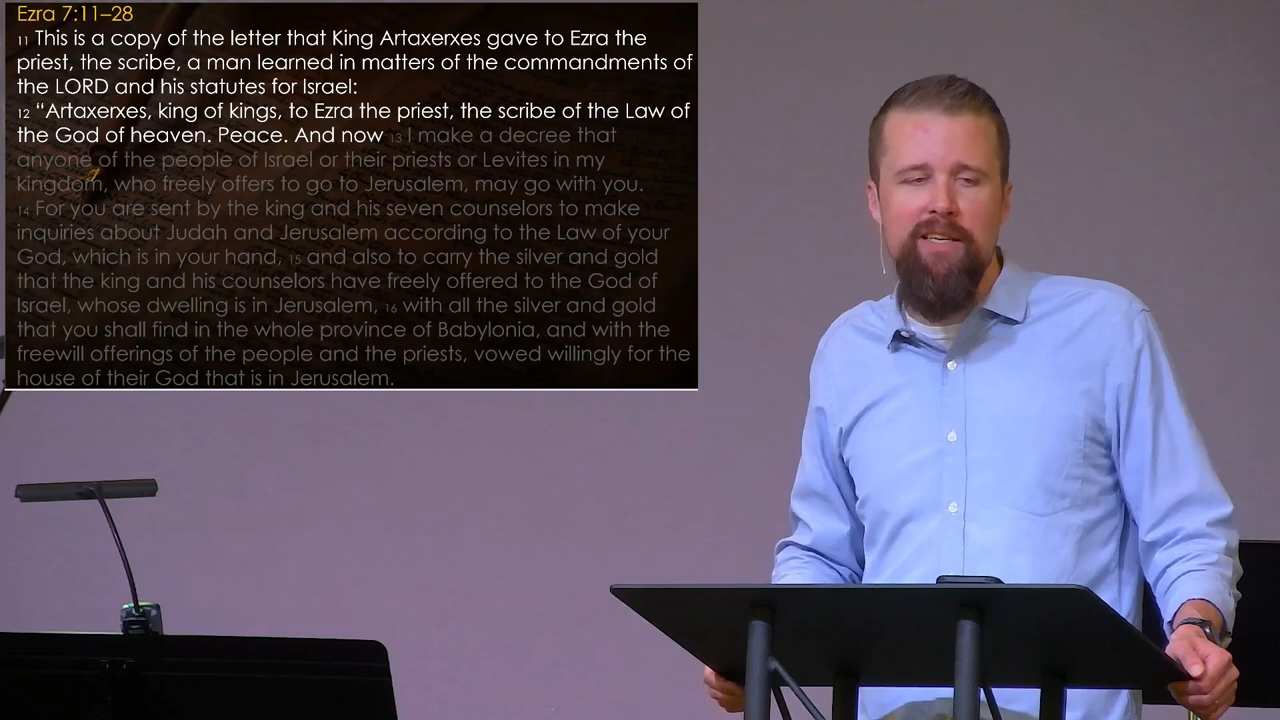 Ezra 7:11–28
11 This is a copy of the letter that King Artaxerxes gave to Ezra the
priest, the scribe, a man learned in matters of the commandments of
the LORD and his statutes for Israel:
12 “Artaxerxes, king of kings, to Ezra the priest, the scribe of the Law of
the God of heaven. Peace. And now 13 I make a decree that
anyone of the people of Israel or their priests or Levites in my
kingdom, who freely offers to go to Jerusalem, may go with you.
14 For you are sent by the king and his seven counselors to make
inquiries about Judah and Jerusalem according to the Law of your
God, which is in your hand, 15 and also to carry the silver and gold
that the king and his counselors have freely offered to the God of
Israel, whose dwelling is in Jerusalem, 16 with all the silver and gold
that you shall find in the whole province of Babylonia, and with the
freewill offerings of the people and the priests, vowed willingly for the
house of their God that is in Jerusalem.